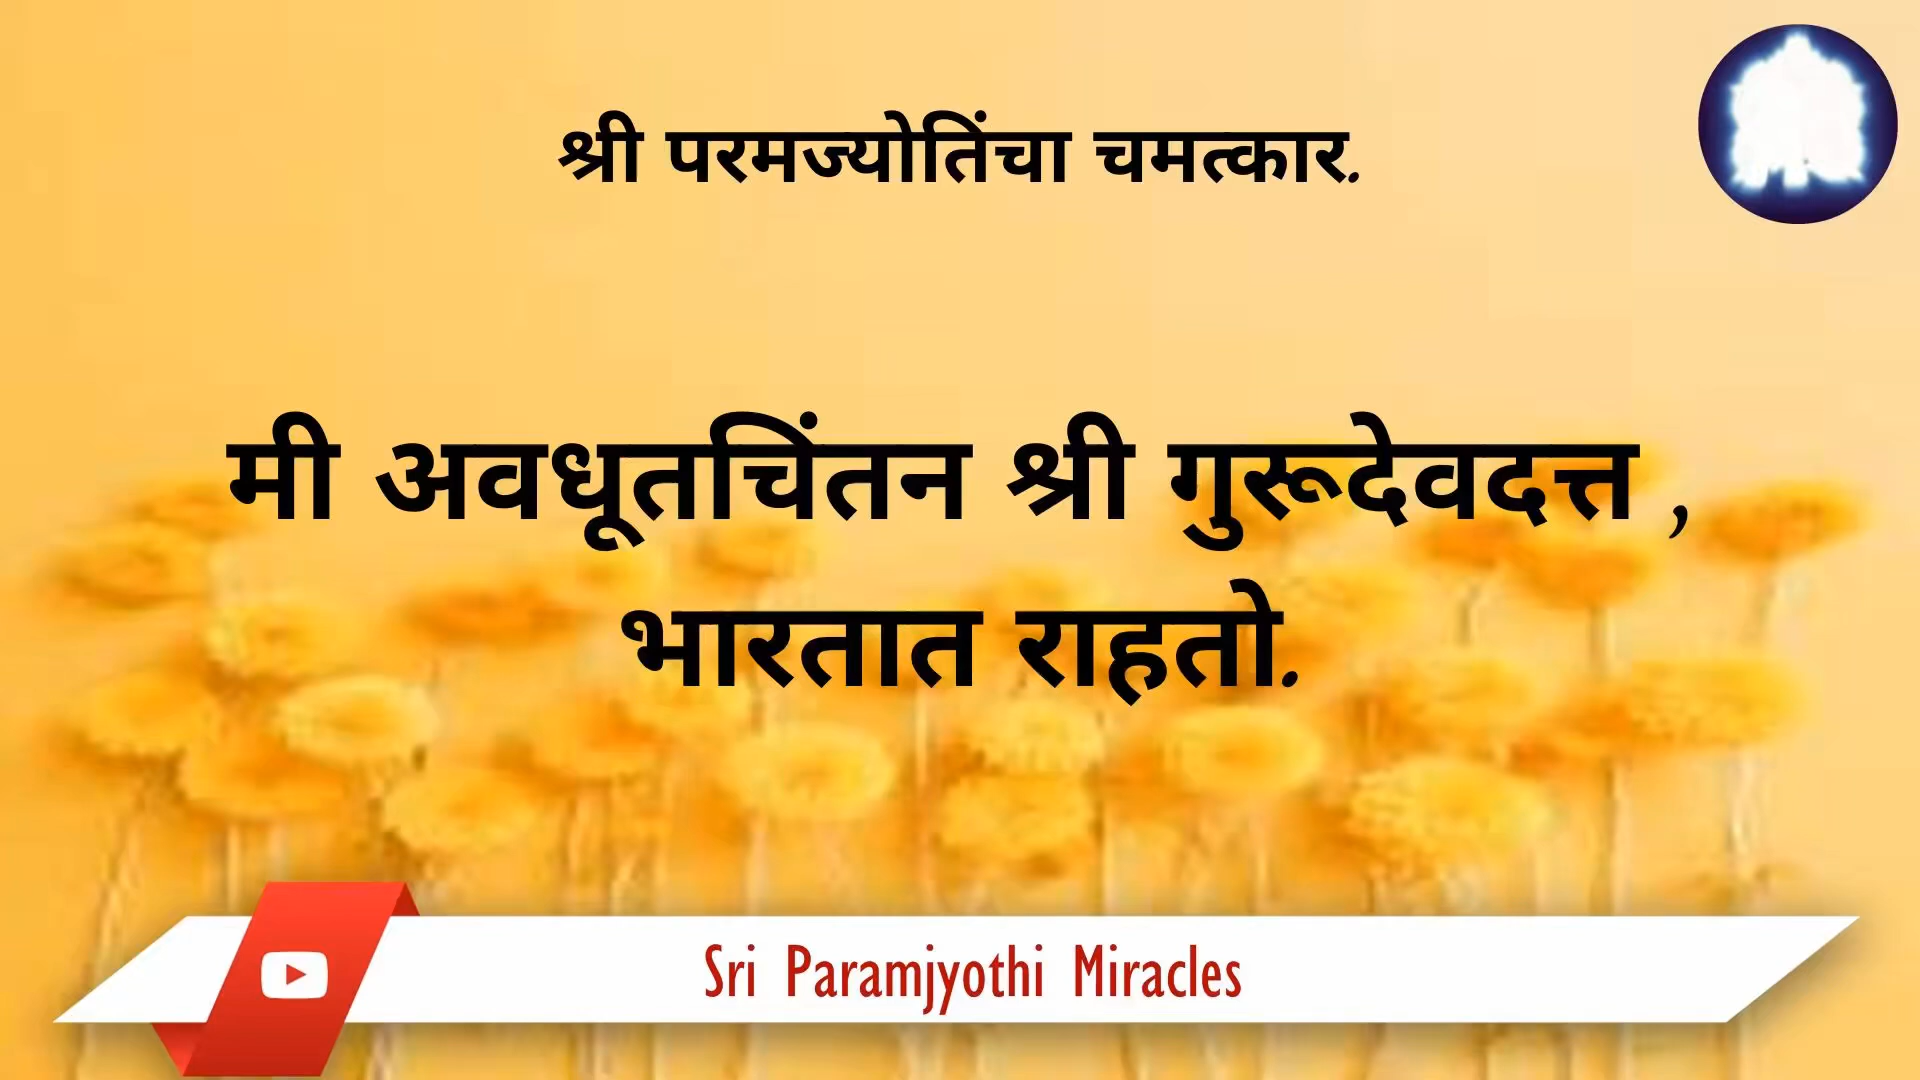 श्री परमज्योतिंचा चमत्कार.
मी अवधूतचिंतन श्री गुरूदेवदत्त ,
भारतात राहतो.
Sri Paramjyothi Miracles